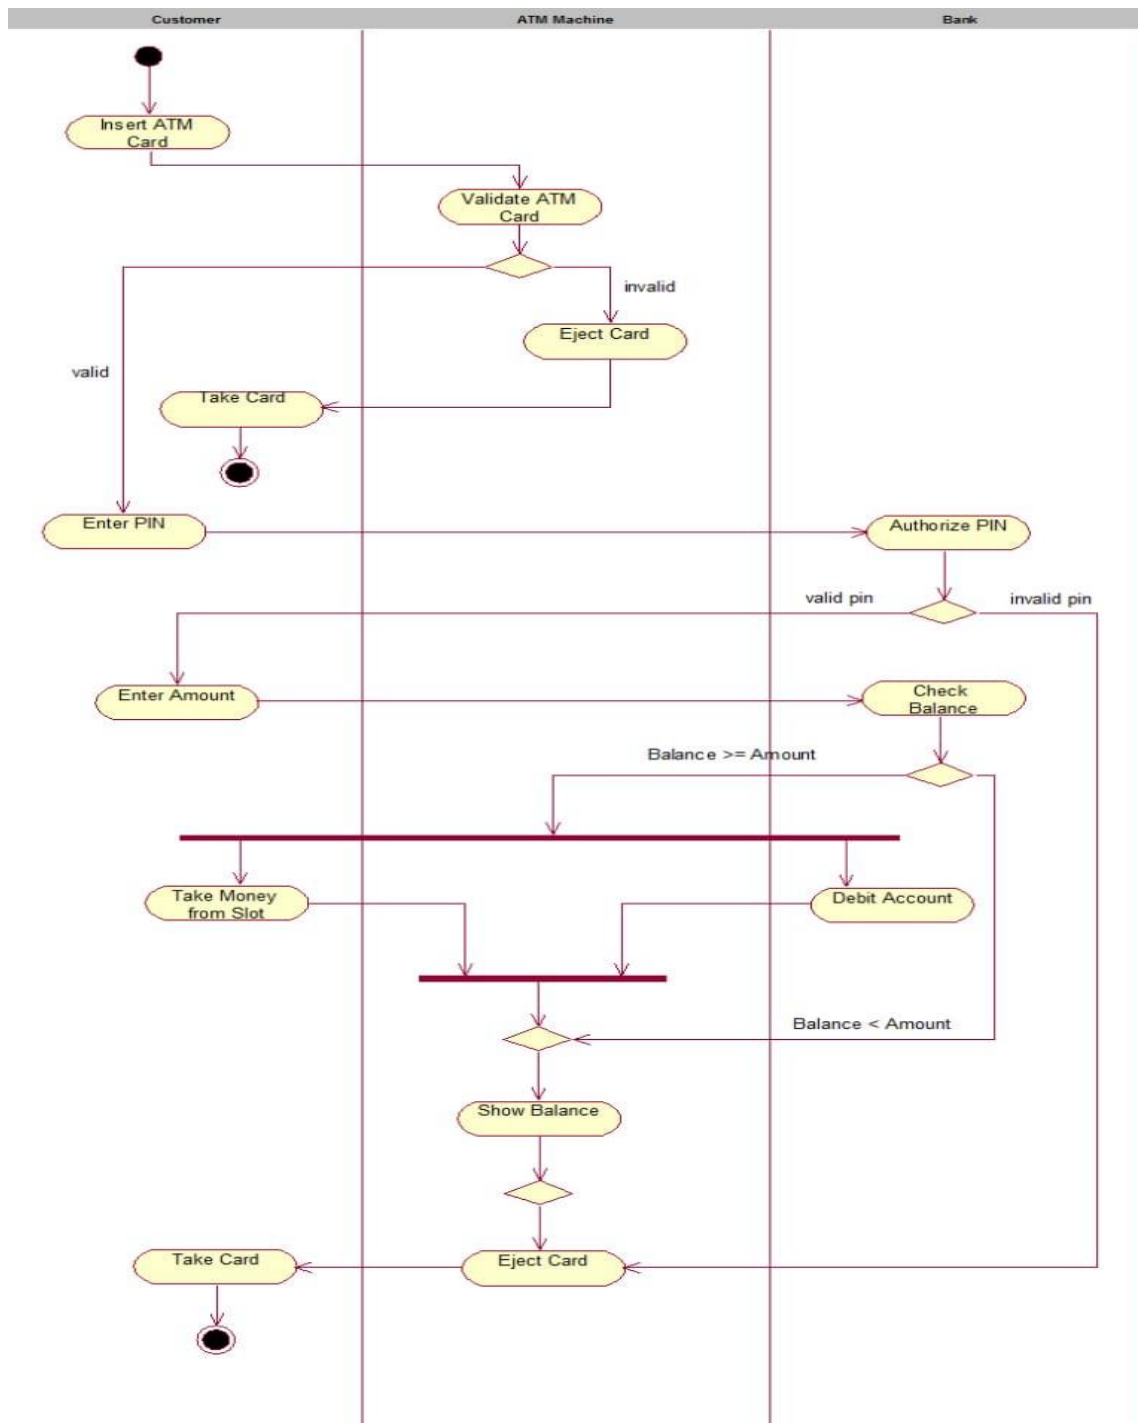 Customer
ATM Machine
Bank
Insert ATM
Card
Validate ATM
Card
invalid
Eject Card
valid
Take Card
Enter PIN
Authorize PIN
valid pin
invalid pin
Enter Amount
Check
Balance
Balance >= Amount
Take Money
from Slot
Debit Account
Balance < Amount
Show Balance
Take Card
Eject Card